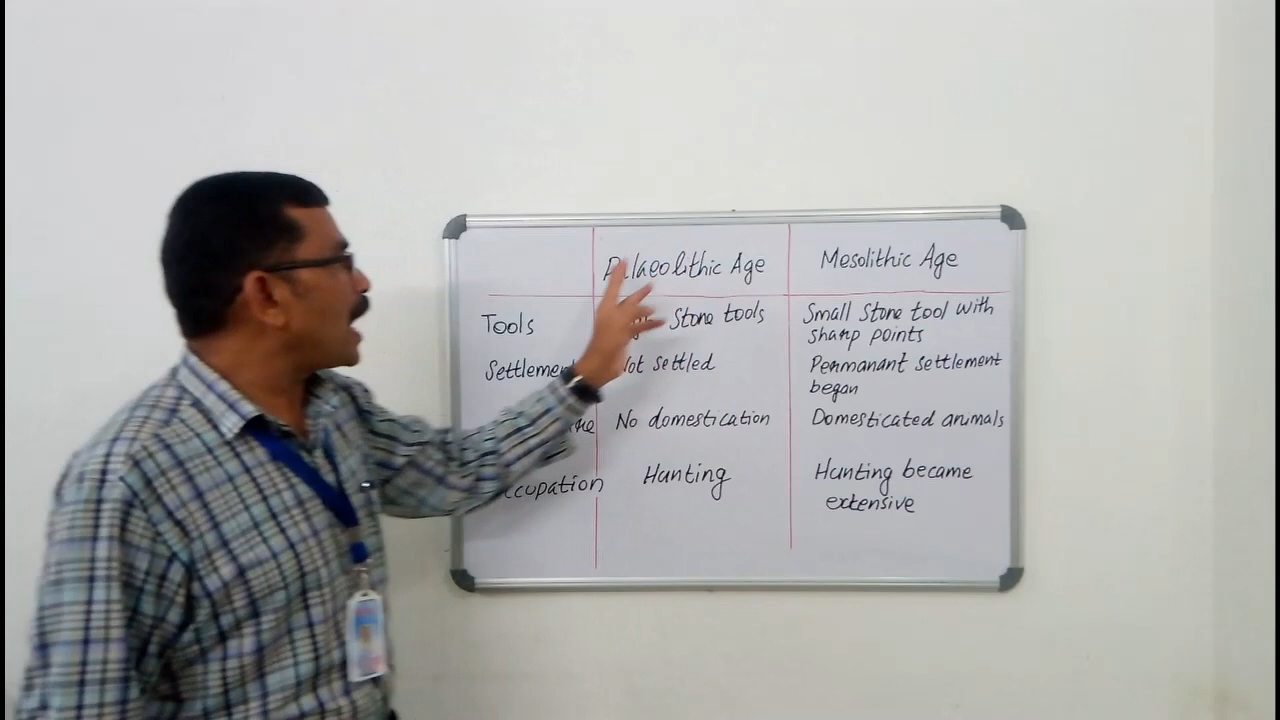 Palaeolithic Age Mesolithic Age
Tools Stone tools Small stone tool with
sharp points
Settlement Not settled Permanant settlement
began
No domestication Domesticated animals
Occupation Hunting Hunting became
extensive